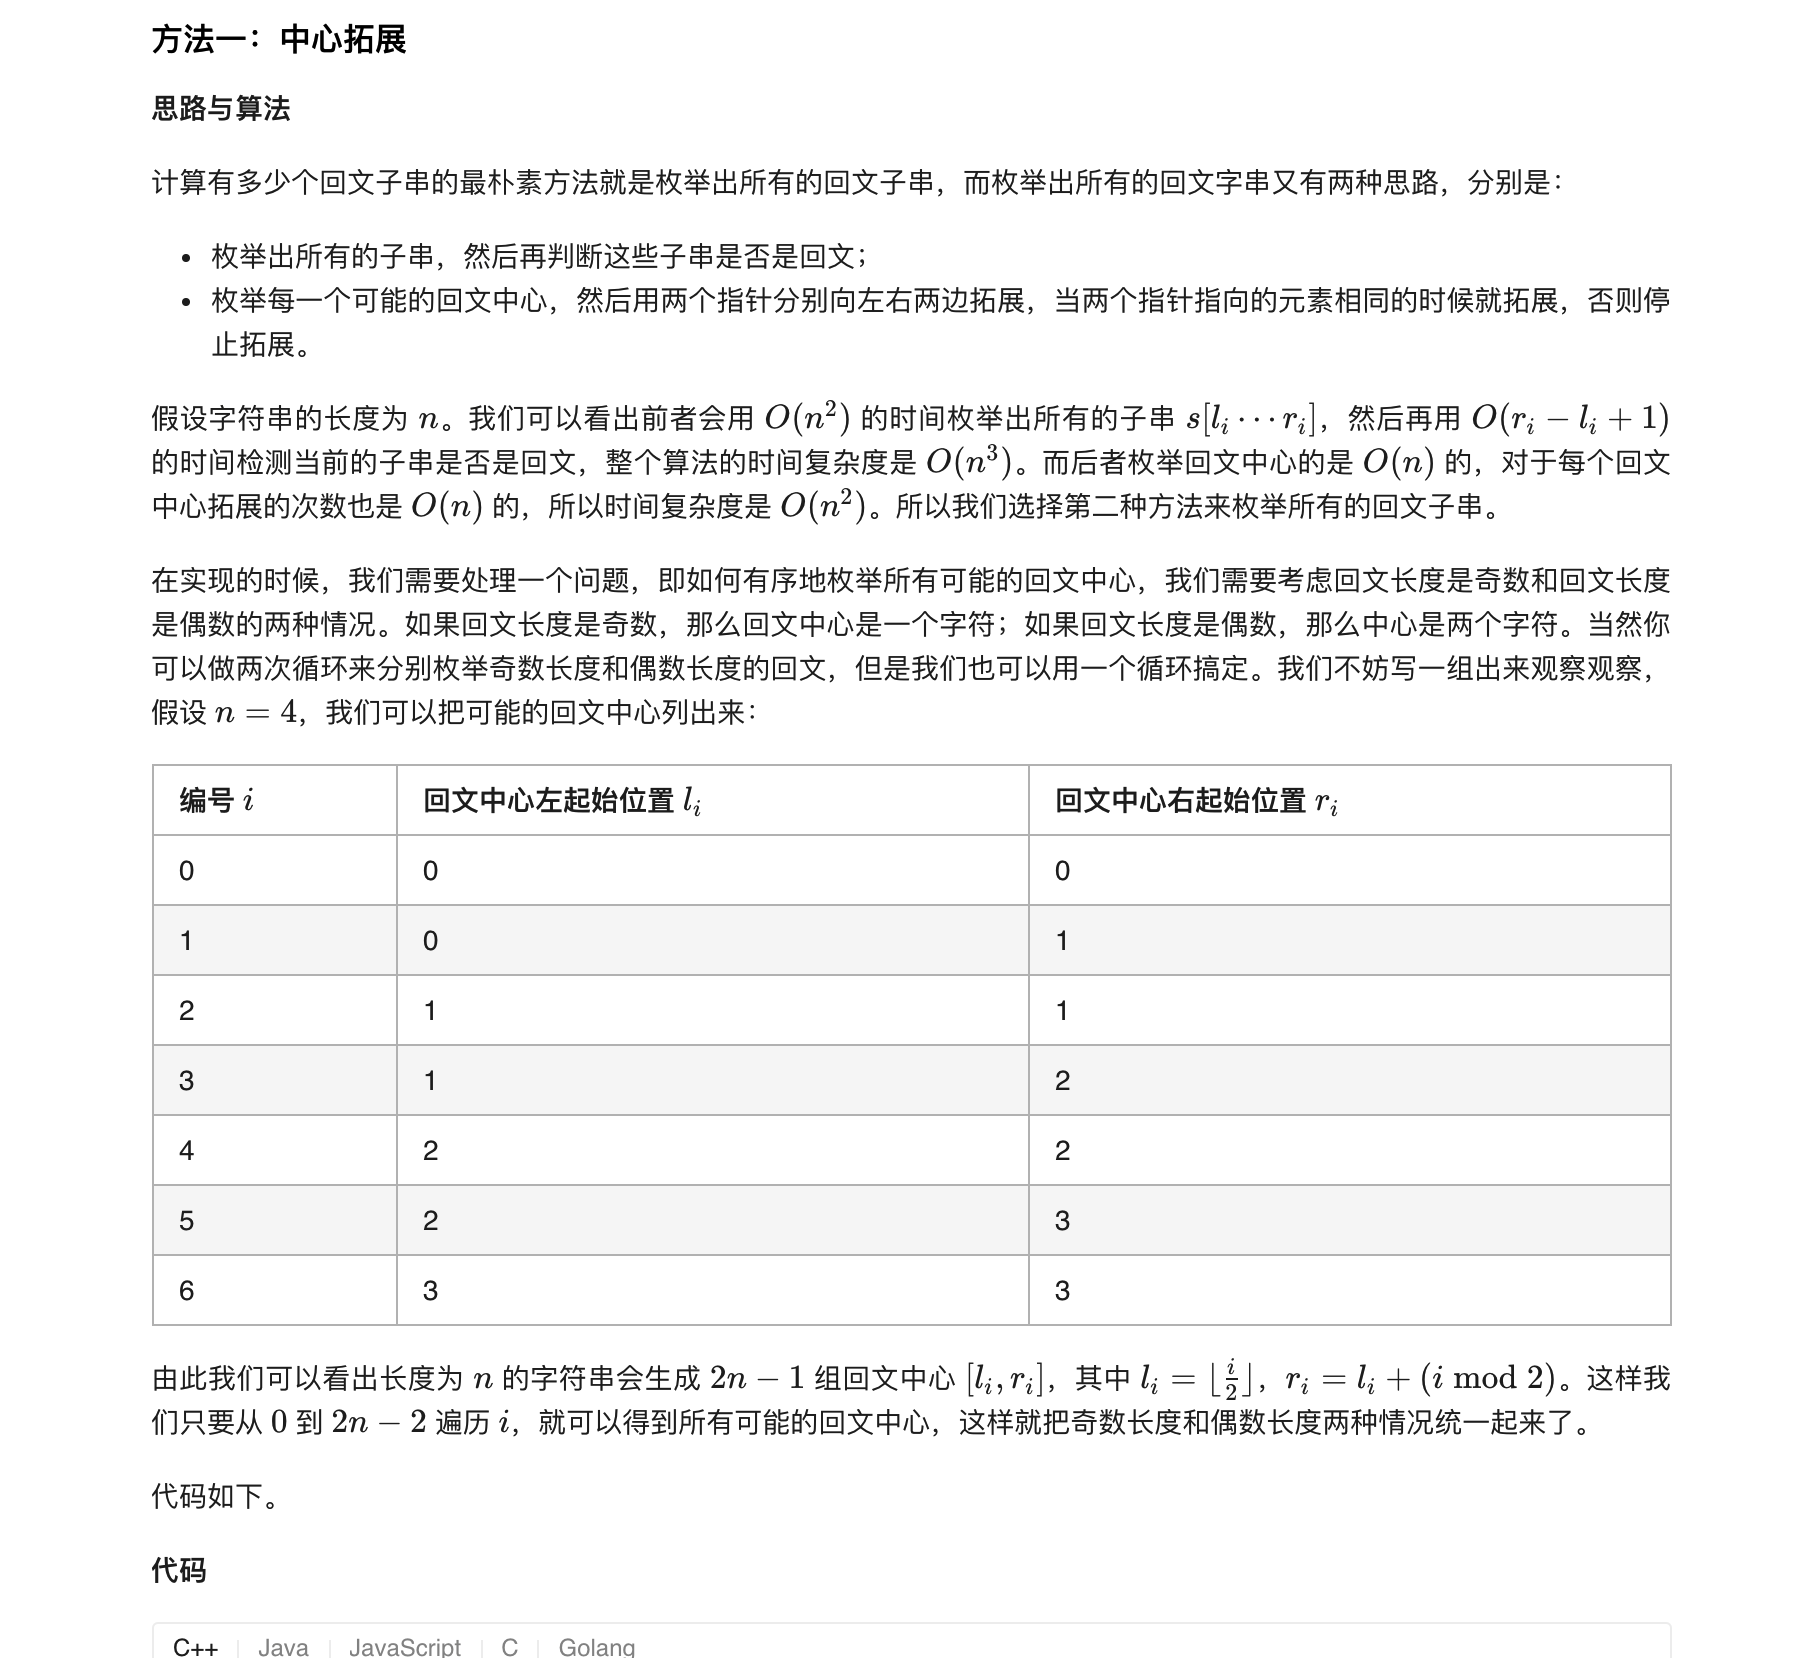 方法一：中心拓展
思路与算法
计算有多少个回文子串的最朴素方法就是枚举出所有的回文子串，而枚举出所有的回文字串又有两种思路，分别是：
• 枚举出所有的子串，然后再判断这些子串是否是回文；
• 枚举每一个可能的回文中心，然后用两个指针分别向左右两边拓展，当两个指针指向的元素相同的时候就拓展，否则停
止拓展。
假设字符串的长度为 n。我们可以看出前者会用 O(n²) 的时间枚举出所有的子串 s[lᵢ⋯rᵢ]，然后再用 O(rᵢ − lᵢ + 1)
的时间检测当前的子串是否是回文，整个算法的时间复杂度是 O(n³)。而后者枚举回文中心的是 O(n) 的，对于每个回文
中心拓展的次数也是 O(n) 的，所以时间复杂度是 O(n²)。所以我们选择第二种方法来枚举所有的回文子串。
在实现的时候，我们需要处理一个问题，即如何有序地枚举所有可能的回文中心，我们需要考虑回文长度是奇数和回文长度
是偶数的两种情况。如果回文长度是奇数，那么回文中心是一个字符；如果回文长度是偶数，那么中心是两个字符。当然你
可以做两次循环来分别枚举奇数长度和偶数长度的回文，但是我们也可以用一个循环搞定。我们不妨写一组出来观察观察，
假设 n = 4，我们可以把可能的回文中心列出来：
编号 i 回文中心左起始位置 lᵢ 回文中心右起始位置 rᵢ
0 0 0
1 0 1
2 1 1
3 1 2
4 2 2
5 2 3
6 3 3
由此我们可以看出长度为 n 的字符串会生成 2n − 1 组回文中心 [lᵢ, rᵢ]，其中 lᵢ = ⌊i/2⌋，rᵢ = lᵢ + (i mod 2)。这样我
们只要从 0 到 2n − 2 遍历 i，就可以得到所有可能的回文中心，这样就把奇数长度和偶数长度两种情况统一起来了。
代码如下。
代码
C++ | Java | JavaScript | C | Golang